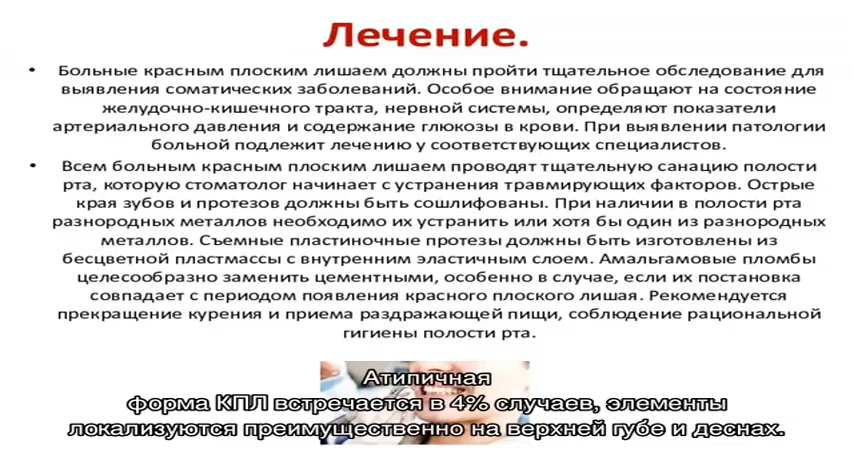 Лечение.
• Больные красным плоским лишаем должны пройти тщательное обследование для
выявления соматических заболеваний. Особое внимание обращают на состояние
желудочно-кишечного тракта, нервной системы, определяют показатели
артериального давления и содержание глюкозы в крови. При выявлении патологии
больной подлежит лечению у соответствующих специалистов.
• Всем больным красным плоским лишаем проводят тщательную санацию полости
рта, которую стоматолог начинает с устранения травмирующих факторов. Острые
края зубов и протезов должны быть сошлифованы. При наличии в полости рта
разнородных металлов необходимо их устранить или хотя бы один из разнородных
металлов. Съемные пластиночные протезы должны быть изготовлены из
бесцветной пластмассы с внутренним эластичным слоем. Амальгамовые пломбы
целесообразно заменить цементными, особенно в случае, если их постановка
совпадает с периодом появления красного плоского лишая. Рекомендуется
прекращение курения и приема раздражающей пищи, соблюдение рациональной
гигиены полости рта.
Атипичная
форма КПЛ встречается в 4% случаев, элементы
локализуются преимущественно на верхней губе и деснах.